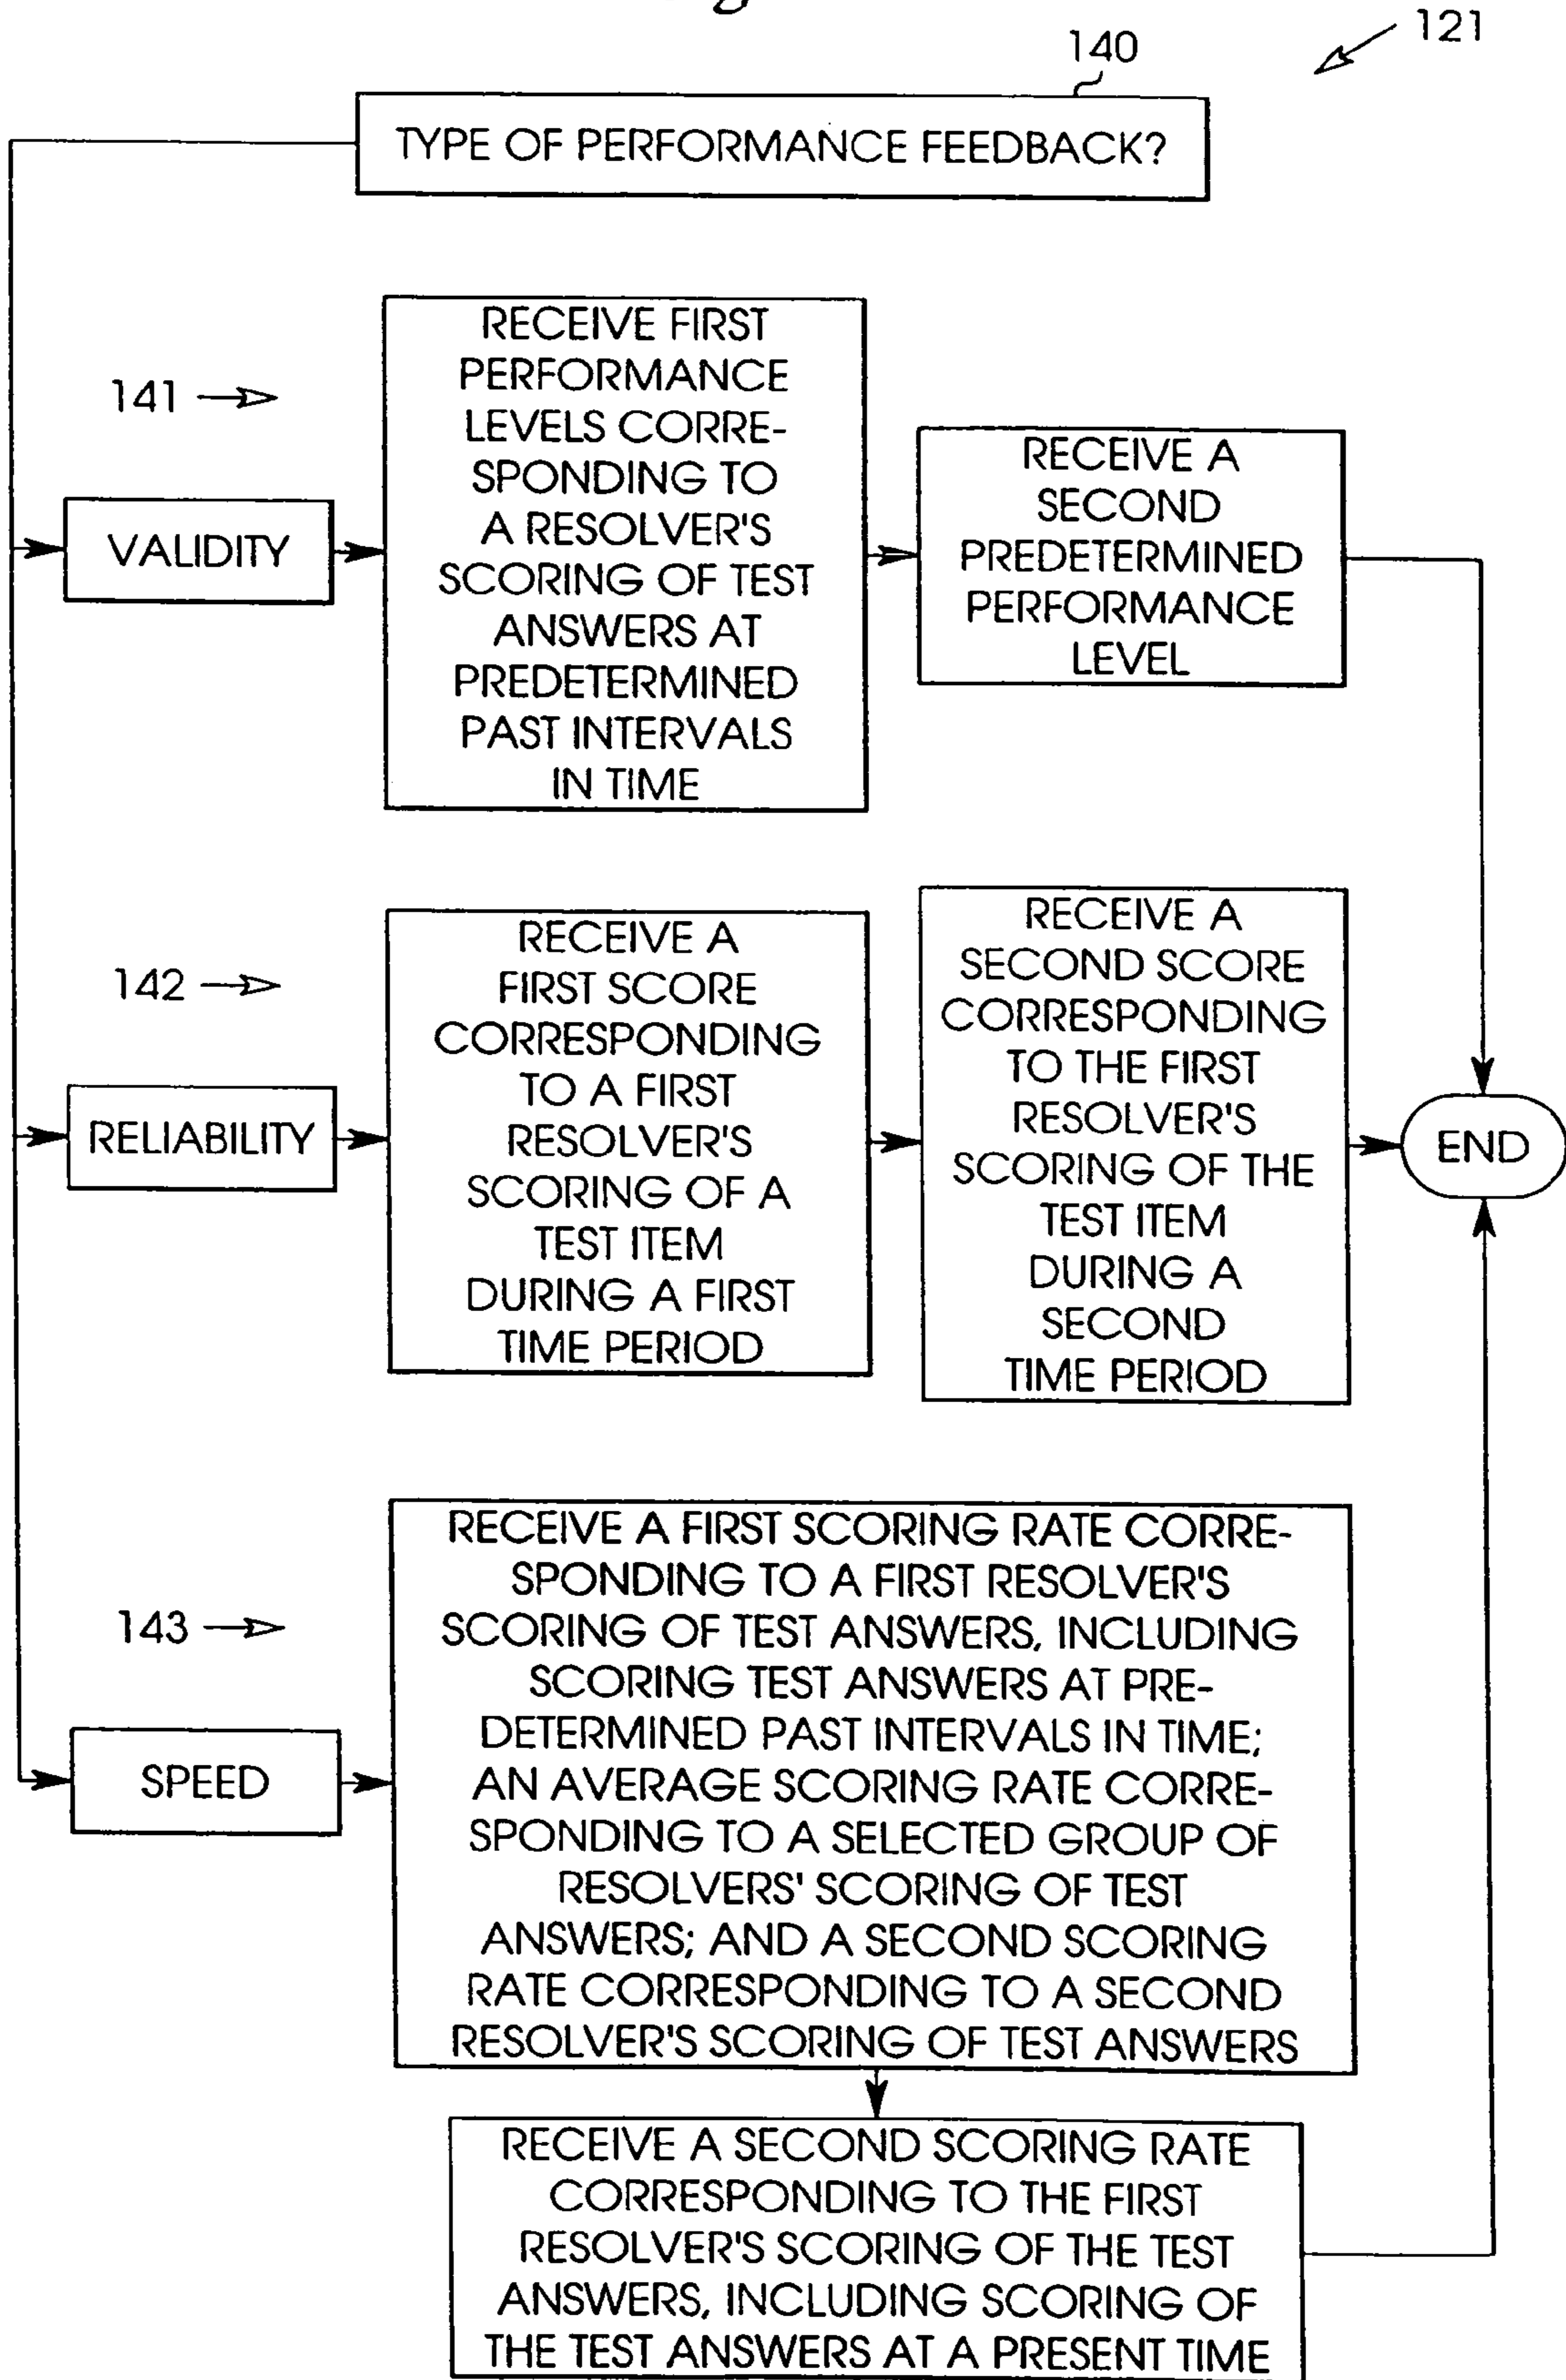 121
140
TYPE OF PERFORMANCE FEEDBACK?
141
VALIDITY
RECEIVE FIRST
PERFORMANCE
LEVELS CORRE-
SPONDING TO
A RESOLVER'S
SCORING OF TEST
ANSWERS AT
PREDETERMINED
PAST INTERVALS
IN TIME
RECEIVE A
SECOND
PREDETERMINED
PERFORMANCE
LEVEL
142
RELIABILITY
RECEIVE A
FIRST SCORE
CORRESPONDING
TO A FIRST
RESOLVER'S
SCORING OF A
TEST ITEM
DURING A FIRST
TIME PERIOD
RECEIVE A
SECOND SCORE
CORRESPONDING
TO THE FIRST
RESOLVER'S
SCORING OF THE
TEST ITEM
DURING A
SECOND
TIME PERIOD
END
143
SPEED
RECEIVE A FIRST SCORING RATE CORRE-
SPONDING TO A FIRST RESOLVER'S
SCORING OF TEST ANSWERS, INCLUDING
SCORING TEST ANSWERS AT PRE-
DETERMINED PAST INTERVALS IN TIME;
AN AVERAGE SCORING RATE CORRE-
SPONDING TO A SELECTED GROUP OF
RESOLVERS' SCORING OF TEST
ANSWERS; AND A SECOND SCORING
RATE CORRESPONDING TO A SECOND
RESOLVER'S SCORING OF TEST ANSWERS
RECEIVE A SECOND SCORING RATE
CORRESPONDING TO THE FIRST
RESOLVER'S SCORING OF THE TEST
ANSWERS, INCLUDING SCORING OF
THE TEST ANSWERS AT A PRESENT TIME